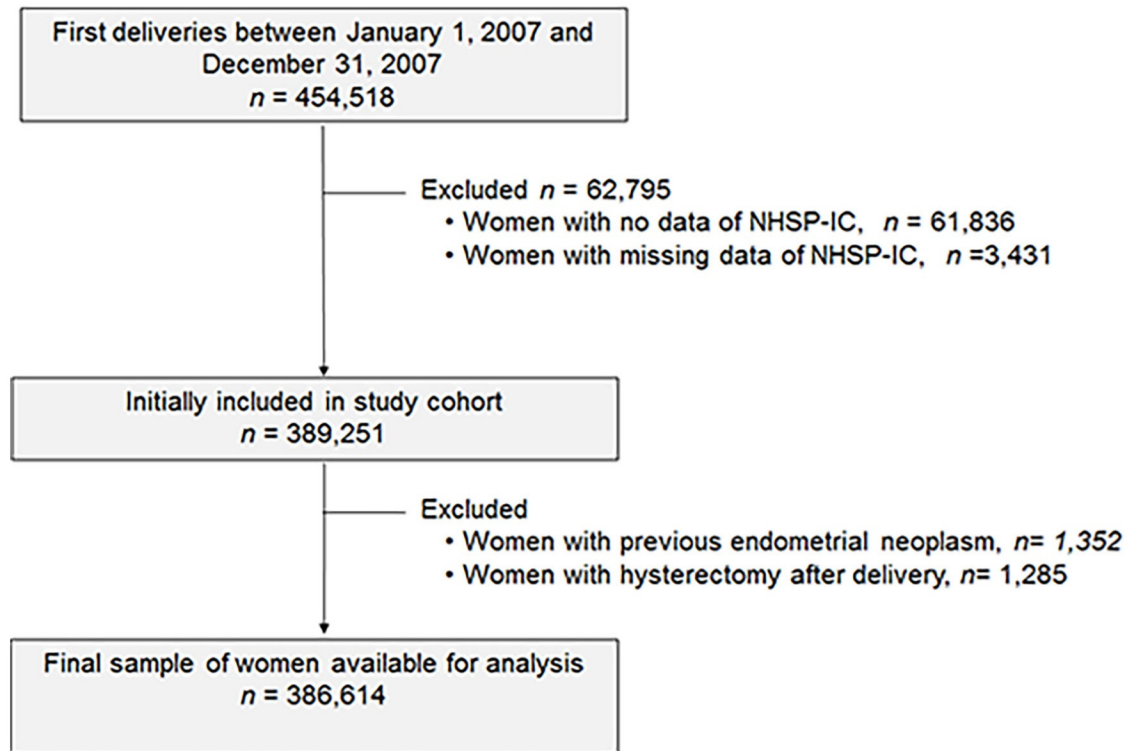 First deliveries between January 1, 2007 and
December 31, 2007
n = 454,518
Excluded n = 62,795
• Women with no data of NHSP-IC, n = 61,836
• Women with missing data of NHSP-IC, n =3,431
Initially included in study cohort
n = 389,251
Excluded
• Women with previous endometrial neoplasm, n= 1,352
• Women with hysterectomy after delivery, n= 1,285
Final sample of women available for analysis
n = 386,614